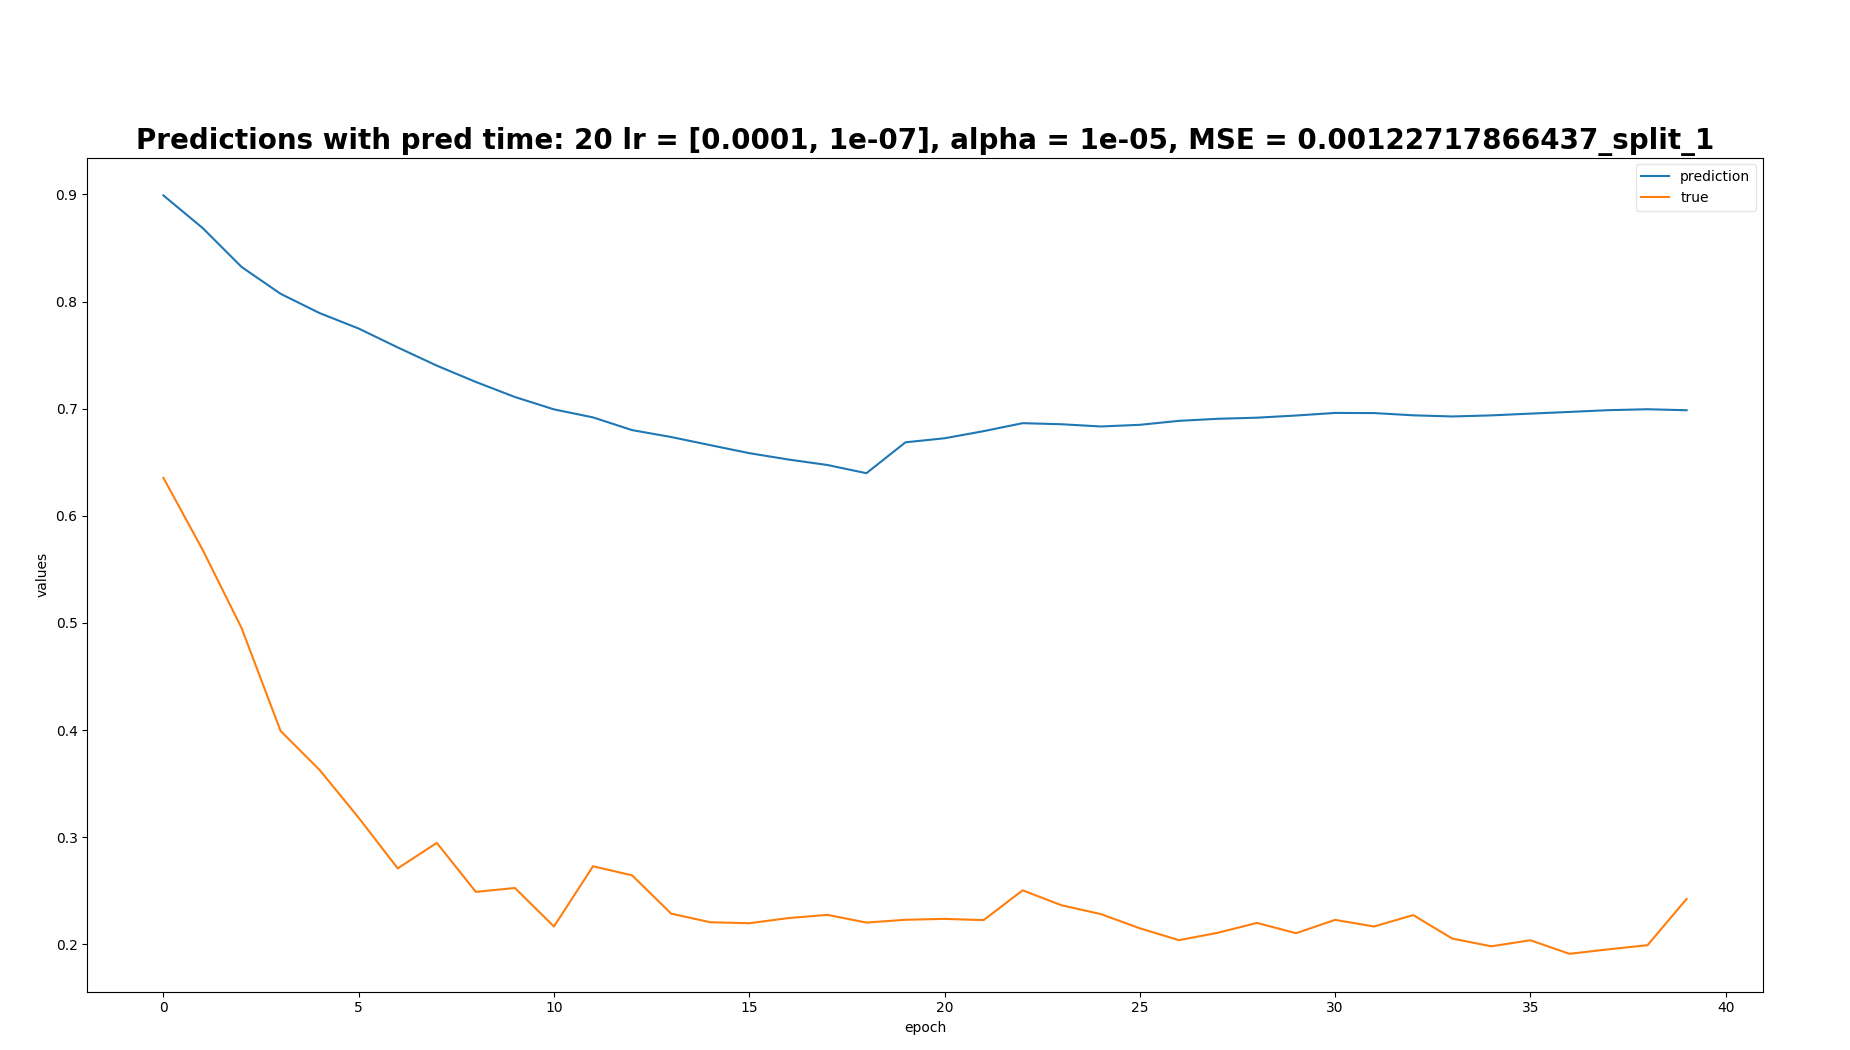 Predictions with pred time: 20 lr = [0.0001, 1e-07], alpha = 1e-05, MSE = 0.00122717866437_split_1
prediction
true
0.9
0.8
0.7
0.6
0.5
0.4
0.3
0.2
values
0 5 10 15 20 25 30 35 40
epoch